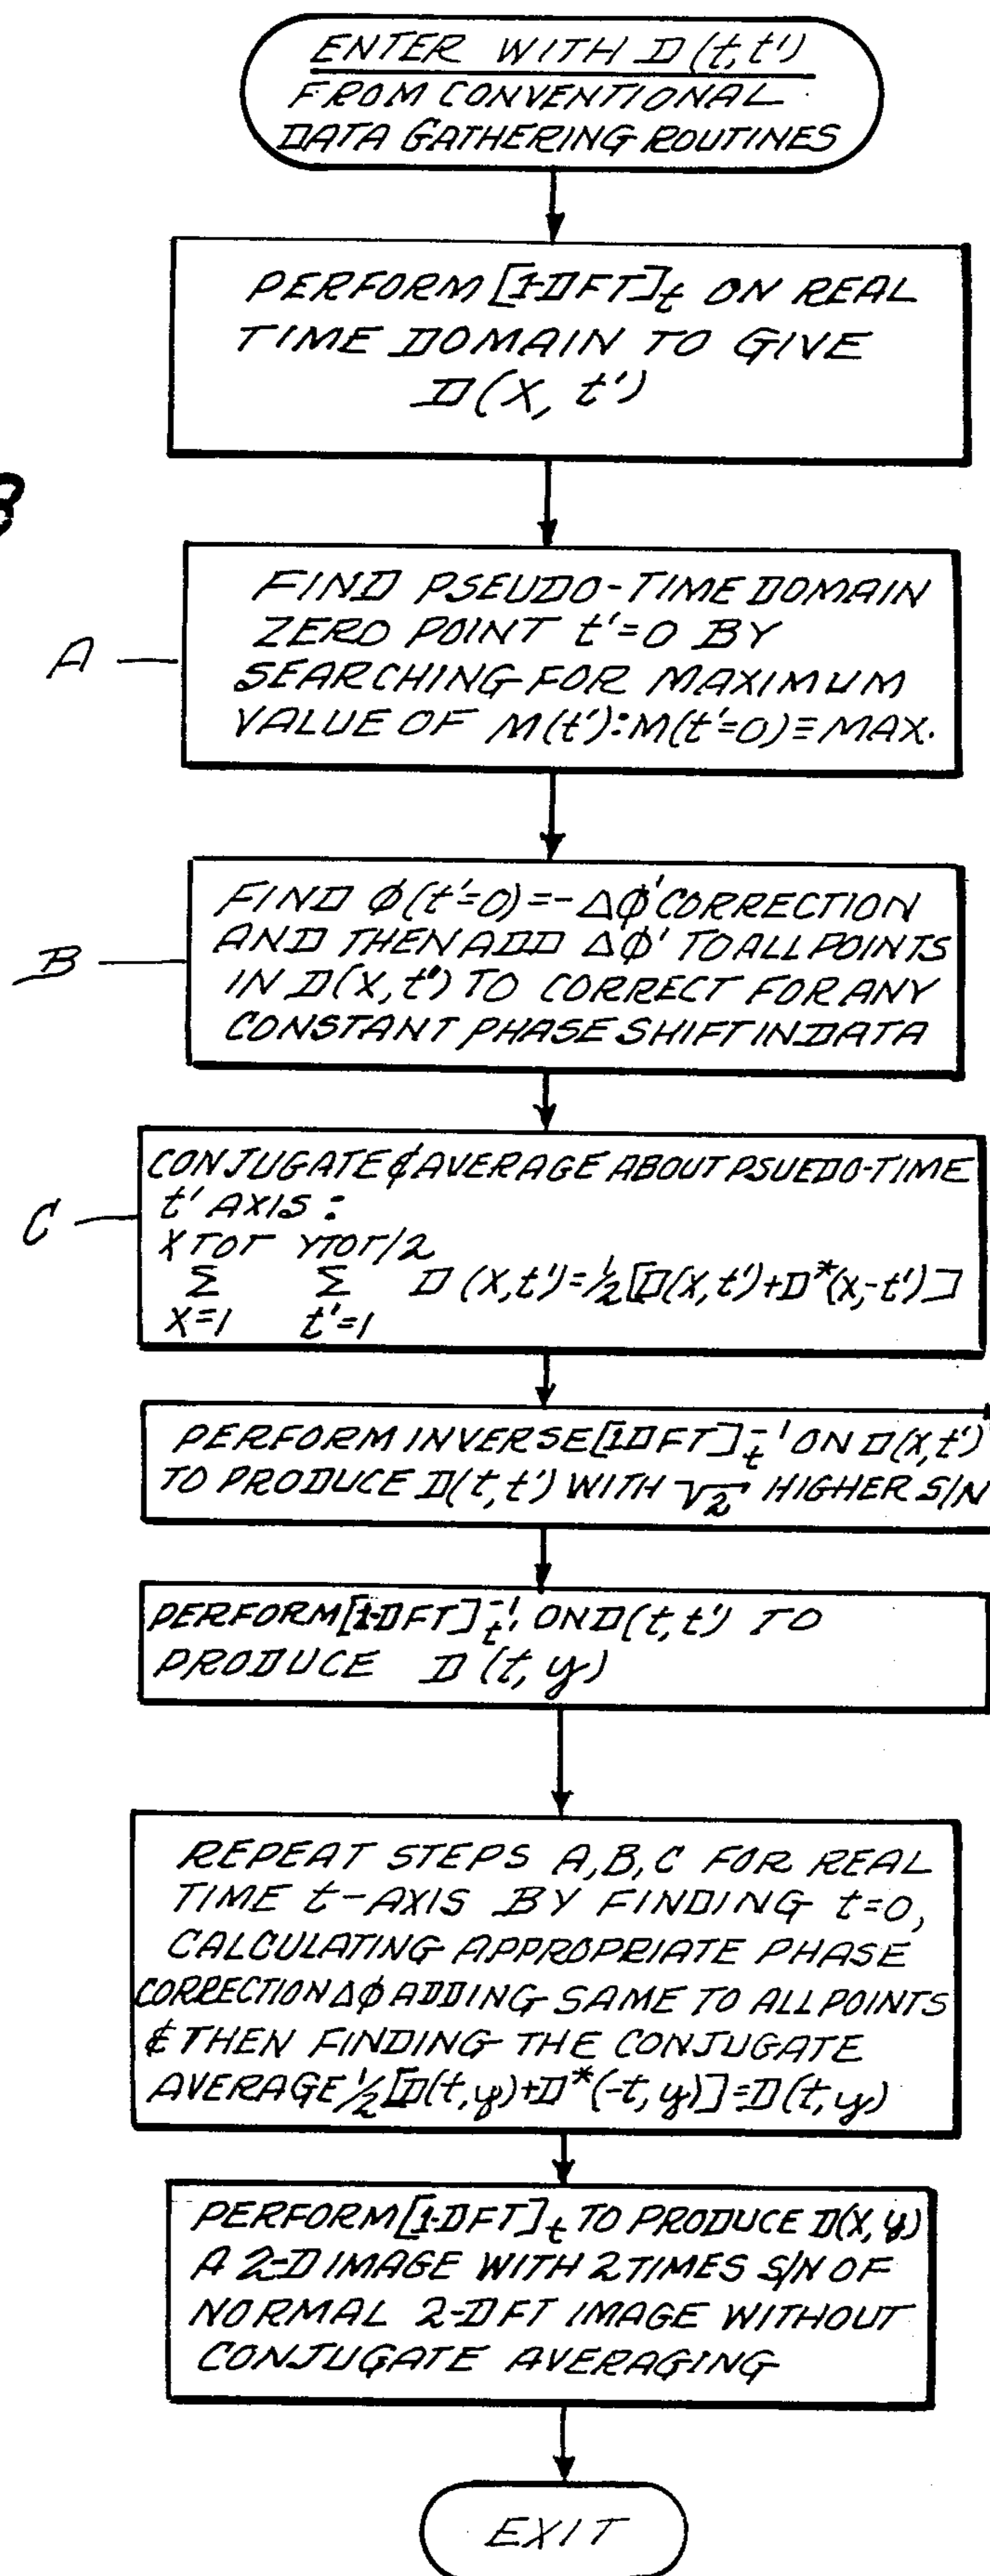 ENTER WITH D(t,t')
FROM CONVENTIONAL
DATA GATHERING ROUTINES
PERFORM [1-DFT]t ON REAL
TIME DOMAIN TO GIVE
D(X, t')
3
A
FIND PSEUDO-TIME DOMAIN
ZERO POINT t'=0 BY
SEARCHING FOR MAXIMUM
VALUE OF M(t'):M(t'=0)≡MAX.
B
FIND ϕ(t'=0)=-Δϕ' CORRECTION
AND THEN ADD Δϕ' TO ALL POINTS
IN D(X,t') TO CORRECT FOR ANY
CONSTANT PHASE SHIFT IN DATA
C
CONJUGATE & AVERAGE ABOUT PSUEDO-TIME
t' AXIS:
XTOT YTOT/2
Σ Σ D(X,t')=½[D(X,t')+D*(X,-t')]
X=1 t'=1
PERFORM INVERSE [1DFT]t⁻¹ ON D(X,t')
TO PRODUCE D(t,t') WITH √2 HIGHER S/N
PERFORM [1-DFT]t'⁻¹ ON D(t,t') TO
PRODUCE D(t,y)
REPEAT STEPS A,B,C FOR REAL
TIME t-AXIS BY FINDING t=0,
CALCULATING APPROPRIATE PHASE
CORRECTION Δϕ ADDING SAME TO ALL POINTS
& THEN FINDING THE CONJUGATE
AVERAGE ½[D(t,y)+D*(-t,y)]=D(t,y)
PERFORM [1-DFT]t TO PRODUCE D(X,y)
A 2-D IMAGE WITH 2 TIMES S/N OF
NORMAL 2-DFT IMAGE WITHOUT
CONJUGATE AVERAGING
EXIT